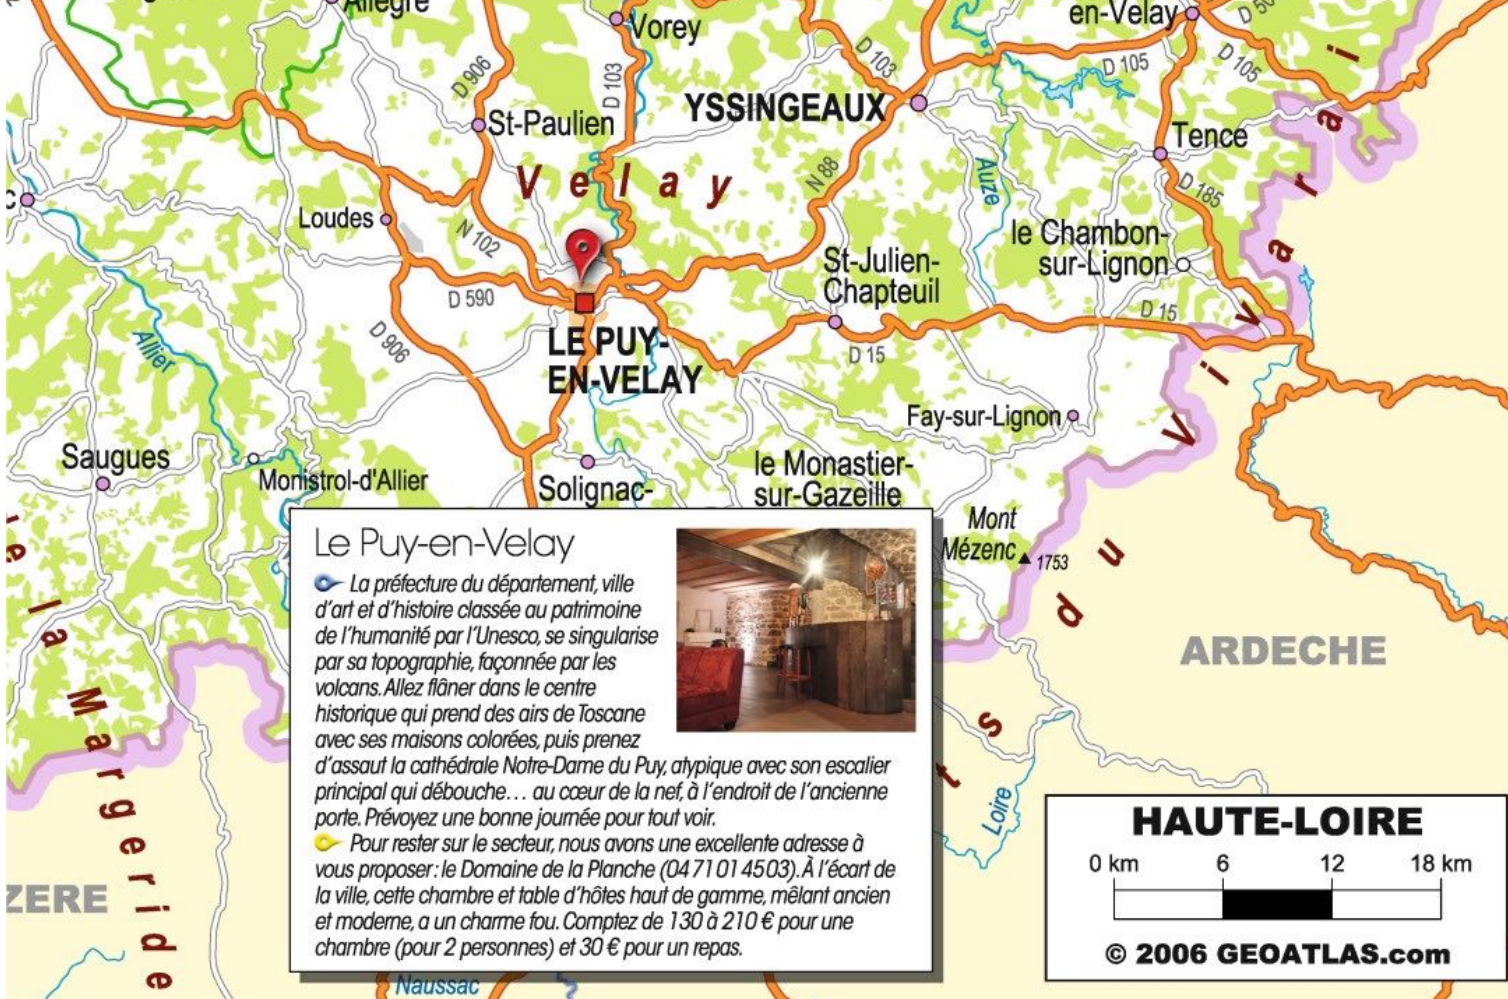 Allègre
Vorey
en-Velay
D 50
D 103
D 105
D 105
D 906
D 103
YSSINGEAUX
St-Paulien
Tence
Velay
Auze
N 88
D 185
Loudes
N 102
le Chambon-
sur-Lignon
St-Julien-
Chapteuil
D 590
D 15
Allier
D 906
LE PUY-
EN-VELAY
D 15
Fay-sur-Lignon
Saugues
Monistrol-d'Allier
Solignac-
le Monastier-
sur-Gazeille
Mont
Mézenc
1753
ts du Vivarai
de la Margeride
ARDECHE
Le Puy-en-Velay
La préfecture du département, ville
d'art et d'histoire classée au patrimoine
de l'humanité par l'Unesco, se singularise
par sa topographie, façonnée par les
volcans. Allez flâner dans le centre
historique qui prend des airs de Toscane
avec ses maisons colorées, puis prenez
d'assaut la cathédrale Notre-Dame du Puy, atypique avec son escalier
principal qui débouche… au cœur de la nef, à l'endroit de l'ancienne
porte. Prévoyez une bonne journée pour tout voir.
Pour rester sur le secteur, nous avons une excellente adresse à
vous proposer : le Domaine de la Planche (04 71 01 45 03). À l'écart de
la ville, cette chambre et table d'hôtes haut de gamme, mêlant ancien
et moderne, a un charme fou. Comptez de 130 à 210 € pour une
chambre (pour 2 personnes) et 30 € pour un repas.
Loire
ZERE
Naussac
HAUTE-LOIRE
0 km 6 12 18 km
© 2006 GEOATLAS.com